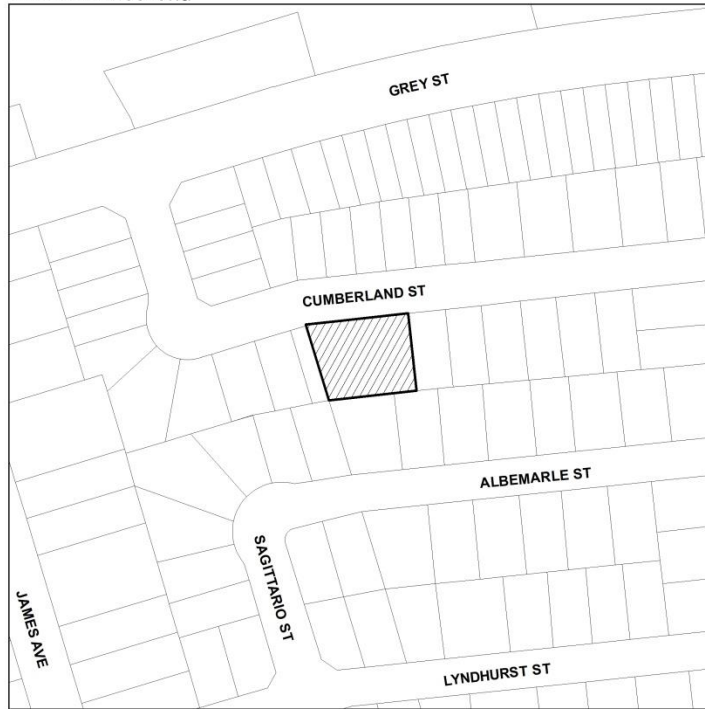 GREY ST
CUMBERLAND ST
ALBEMARLE ST
SAGITTARIO ST
JAMES AVE
LYNDHURST ST